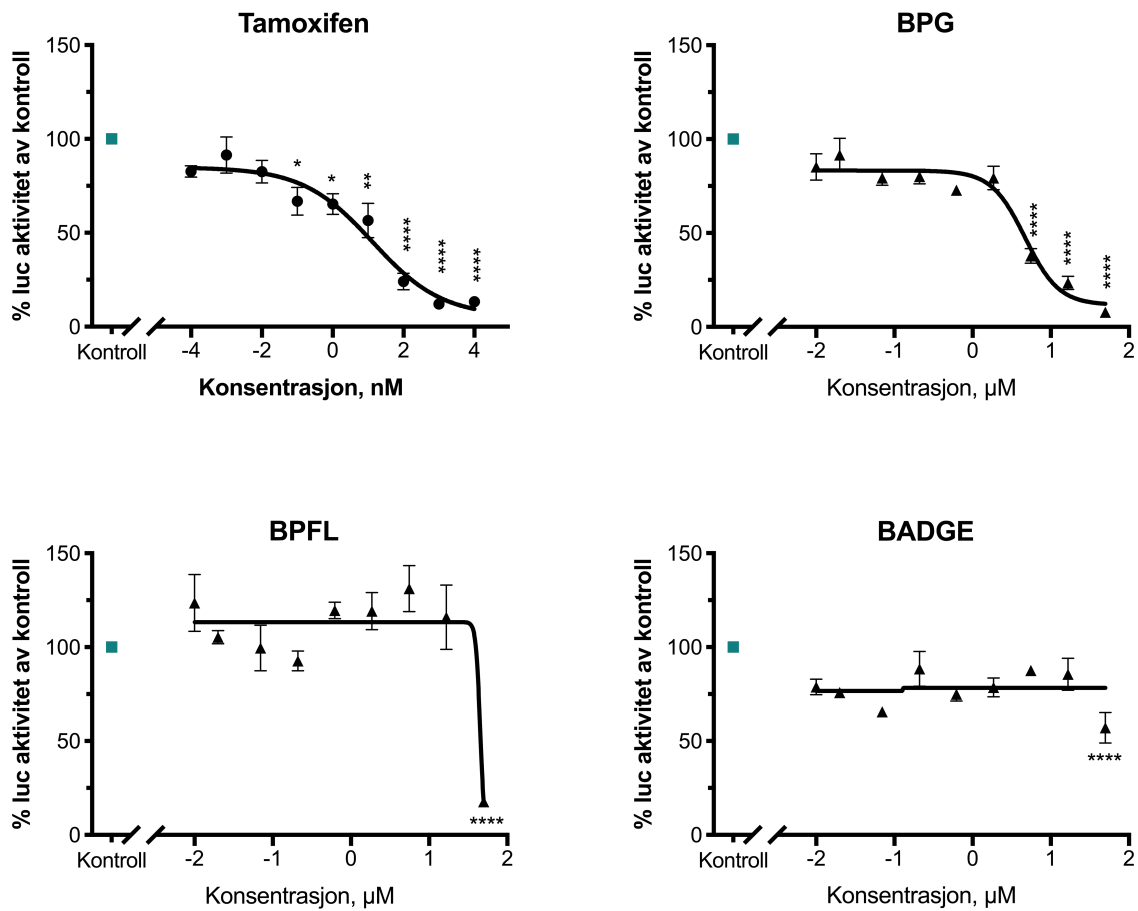 Tamoxifen
% luc aktivitet av kontroll
150
100
50
0
*
*
**
****
****
****
Kontroll
-4
-2
0
2
4
Konsentrasjon, nM
BPG
% luc aktivitet av kontroll
150
100
50
0
****
****
****
Kontroll
-2
-1
0
1
2
Konsentrasjon, µM
BPFL
% luc aktivitet av kontroll
150
100
50
0
****
Kontroll
-2
-1
0
1
2
Konsentrasjon, µM
BADGE
% luc aktivitet av kontroll
150
100
50
0
****
Kontroll
-2
-1
0
1
2
Konsentrasjon, µM